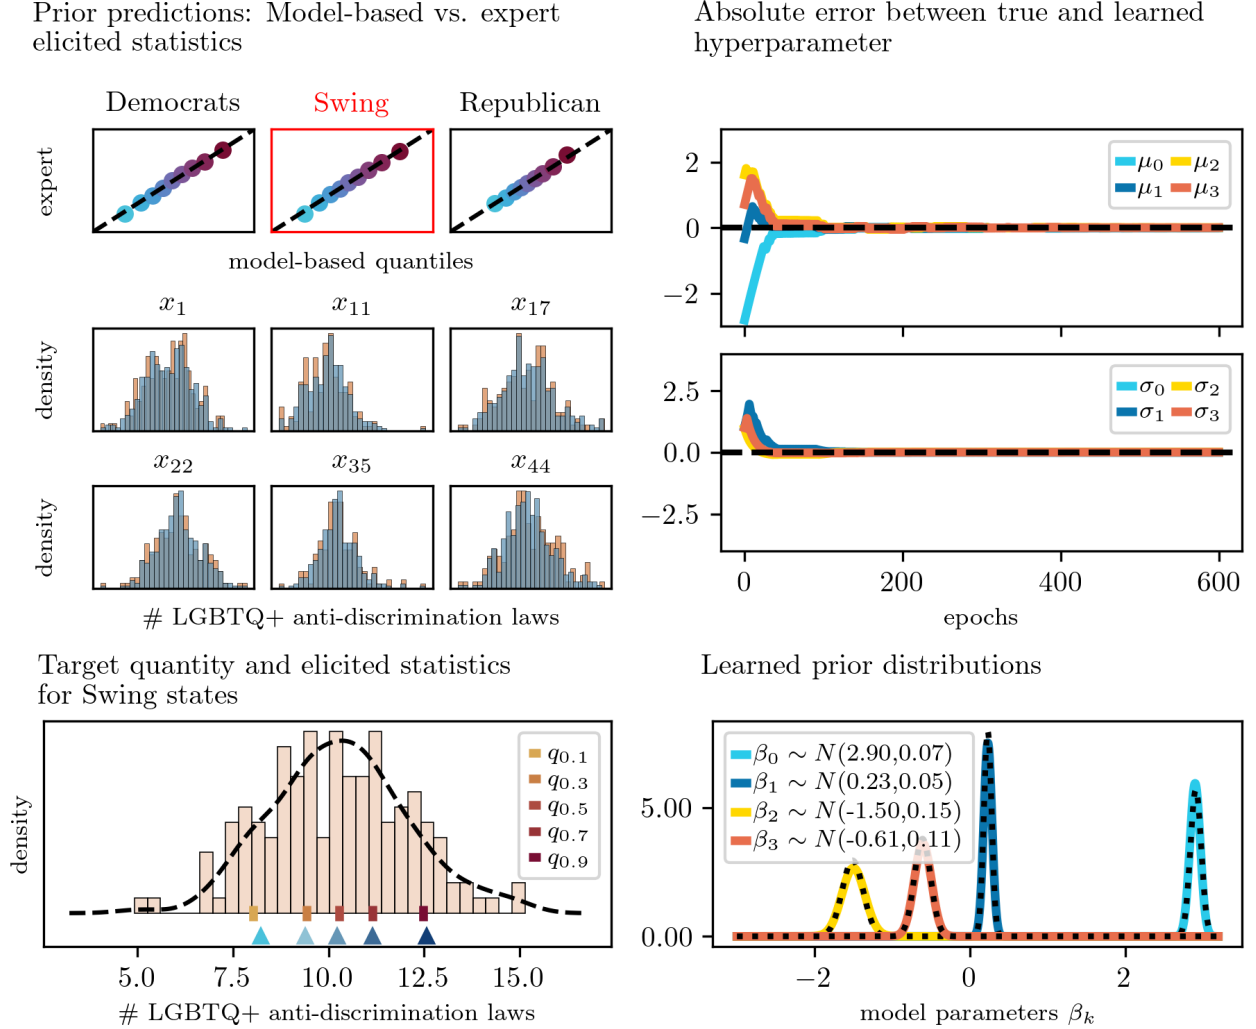 Prior predictions: Model-based vs. expert
elicited statistics
Democrats
Swing
Republican
expert
model-based quantiles
x₁
x₁₁
x₁₇
density
x₂₂
x₃₅
x₄₄
density
# LGBTQ+ anti-discrimination laws
Absolute error between true and learned
hyperparameter
2
0
−2
μ₀
μ₂
μ₁
μ₃
2.5
0.0
−2.5
σ₀
σ₂
σ₁
σ₃
0
200
400
600
epochs
Target quantity and elicited statistics
for Swing states
density
q₀.₁
q₀.₃
q₀.₅
q₀.₇
q₀.₉
5.0
7.5
10.0
12.5
15.0
# LGBTQ+ anti-discrimination laws
Learned prior distributions
5.00
0.00
β₀ ∼ N(2.90,0.07)
β₁ ∼ N(0.23,0.05)
β₂ ∼ N(-1.50,0.15)
β₃ ∼ N(-0.61,0.11)
−2
0
2
model parameters βₖ